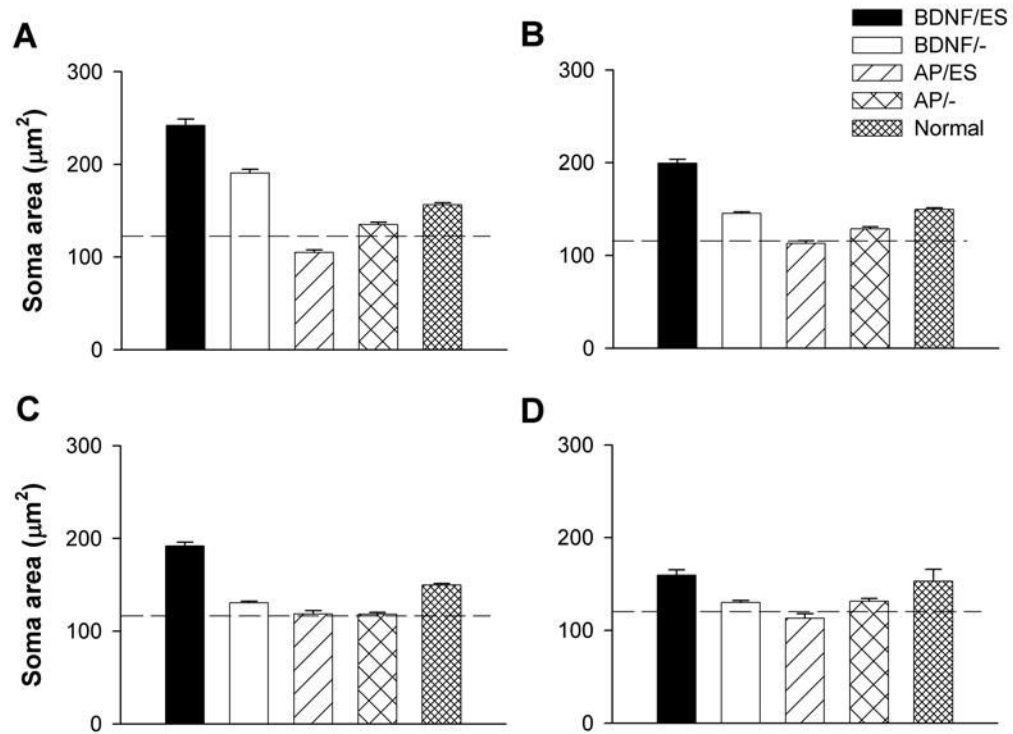 A
300
200
100
0
Soma area (μm²)
B
300
200
100
0
BDNF/ES
BDNF/-
AP/ES
AP/-
Normal
C
300
200
100
0
Soma area (μm²)
D
300
200
100
0